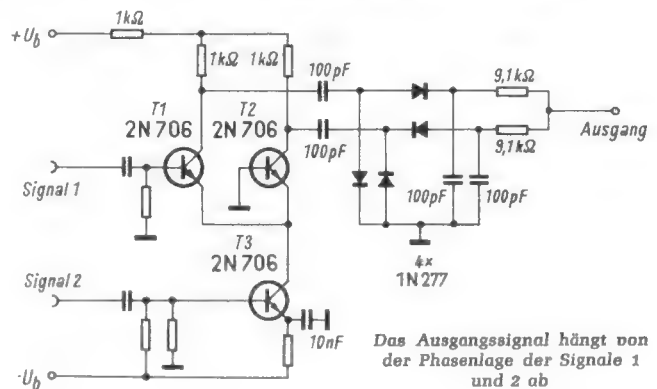 +U_b
1kΩ
1kΩ
1kΩ
100pF
9,1kΩ
T1
2N706
T2
2N706
100pF
9,1kΩ
Ausgang
Signal 1
100pF
100pF
T3
2N706
4×
1N277
Signal 2
10nF
-U_b
Das Ausgangssignal hängt von
der Phasenlage der Signale 1
und 2 ab